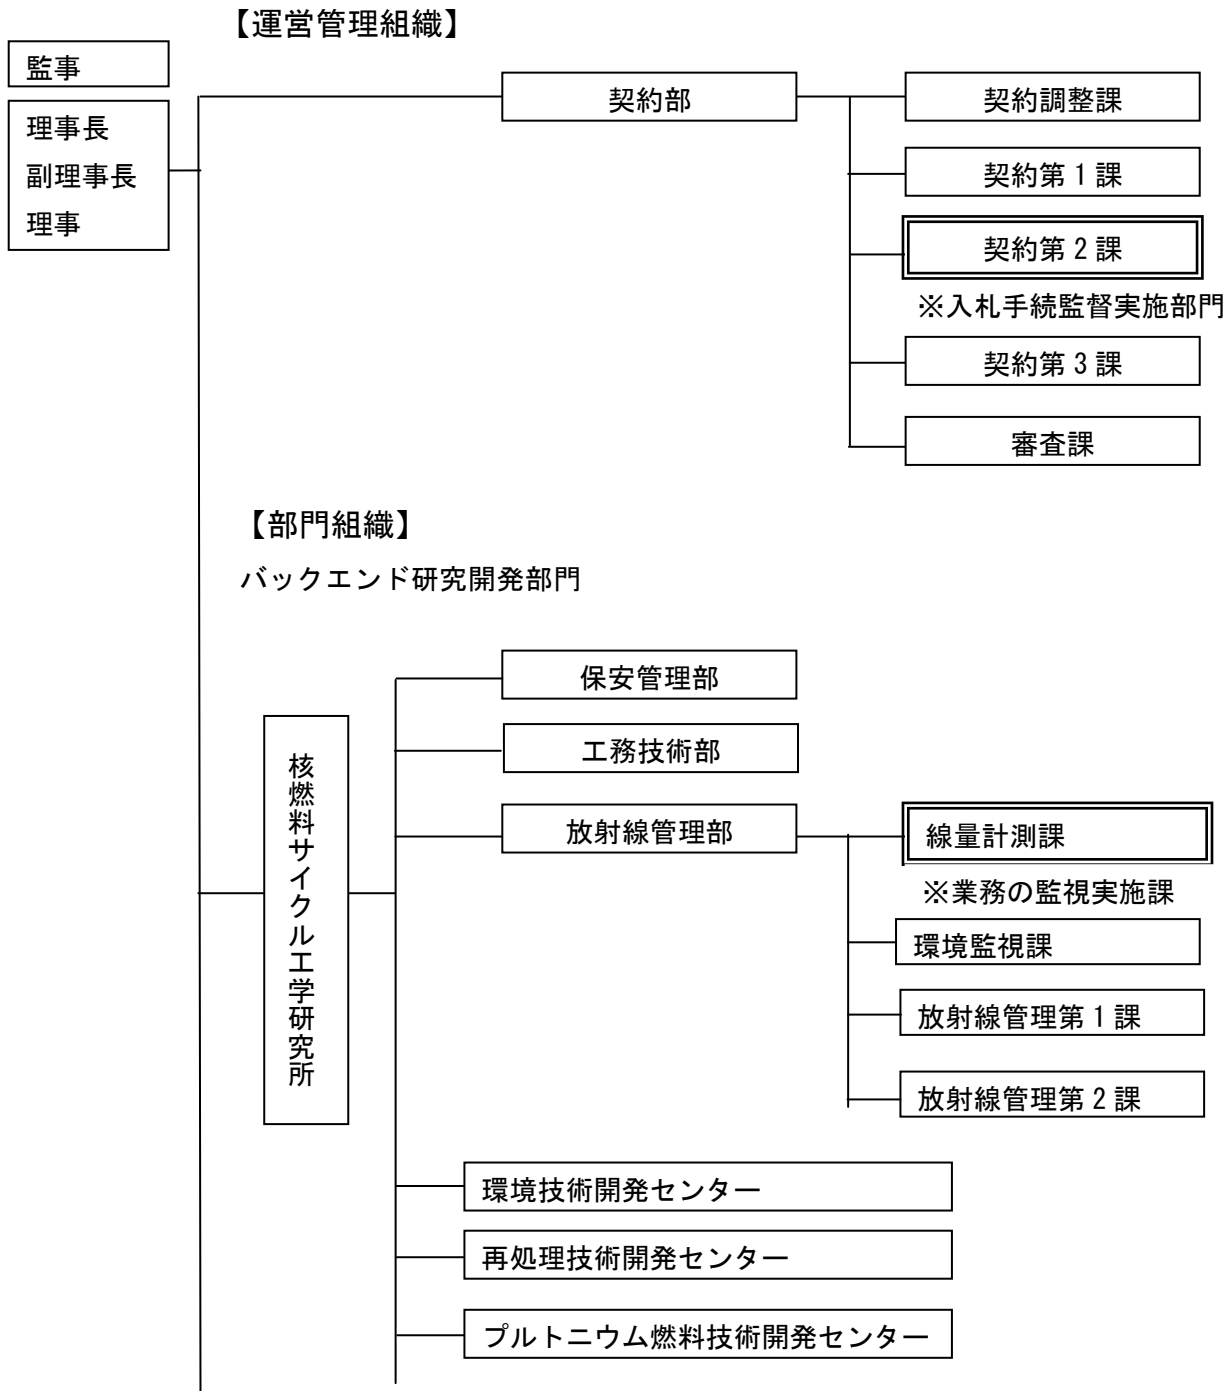 【運営管理組織】
監事
理事長
副理事長
理事
契約部
契約調整課
契約第1課
契約第2課
※入札手続監督実施部門
契約第3課
審査課
【部門組織】
バックエンド研究開発部門
核燃料サイクル工学研究所
保安管理部
工務技術部
放射線管理部
線量計測課
※業務の監視実施課
環境監視課
放射線管理第1課
放射線管理第2課
環境技術開発センター
再処理技術開発センター
プルトニウム燃料技術開発センター